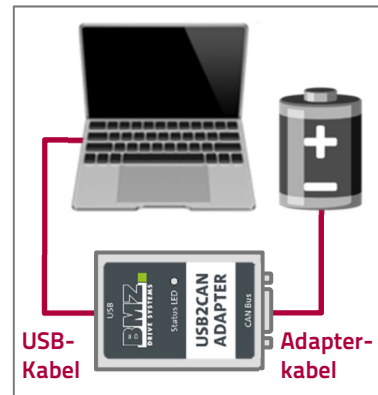 USB
BMZ
DRIVE SYSTEMS
Status LED
USB2CAN
ADAPTER
CAN Bus
USB-
Kabel
Adapter-
kabel